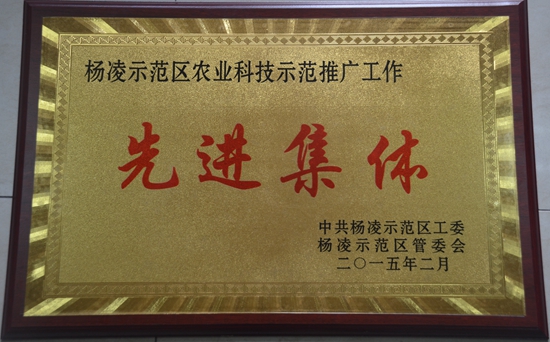 杨凌示范区农业科技示范推广工作
先进集体
中共杨凌示范区工委
杨凌示范区管委会
二〇一五年二月